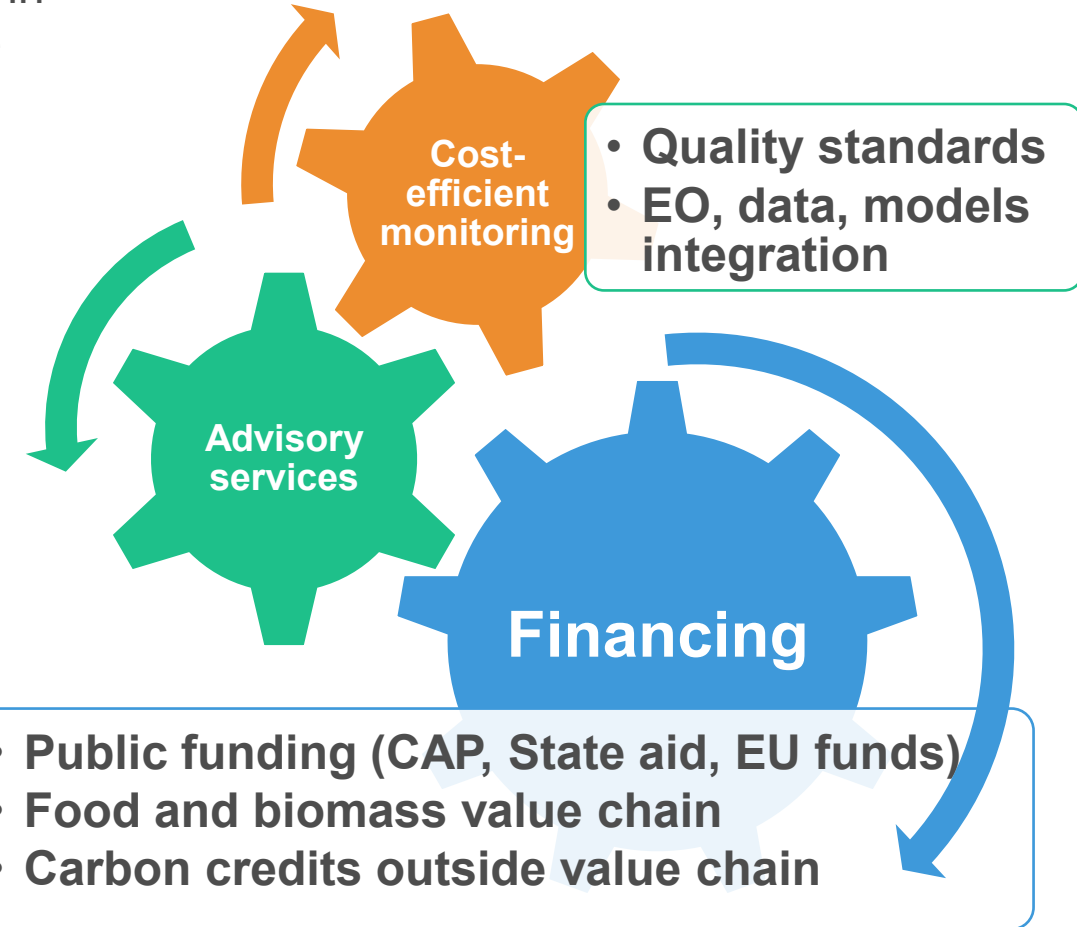 Cost-
efficient
monitoring
• Quality standards
• EO, data, models
integration
Advisory
services
Financing
• Public funding (CAP, State aid, EU funds)
• Food and biomass value chain
• Carbon credits outside value chain